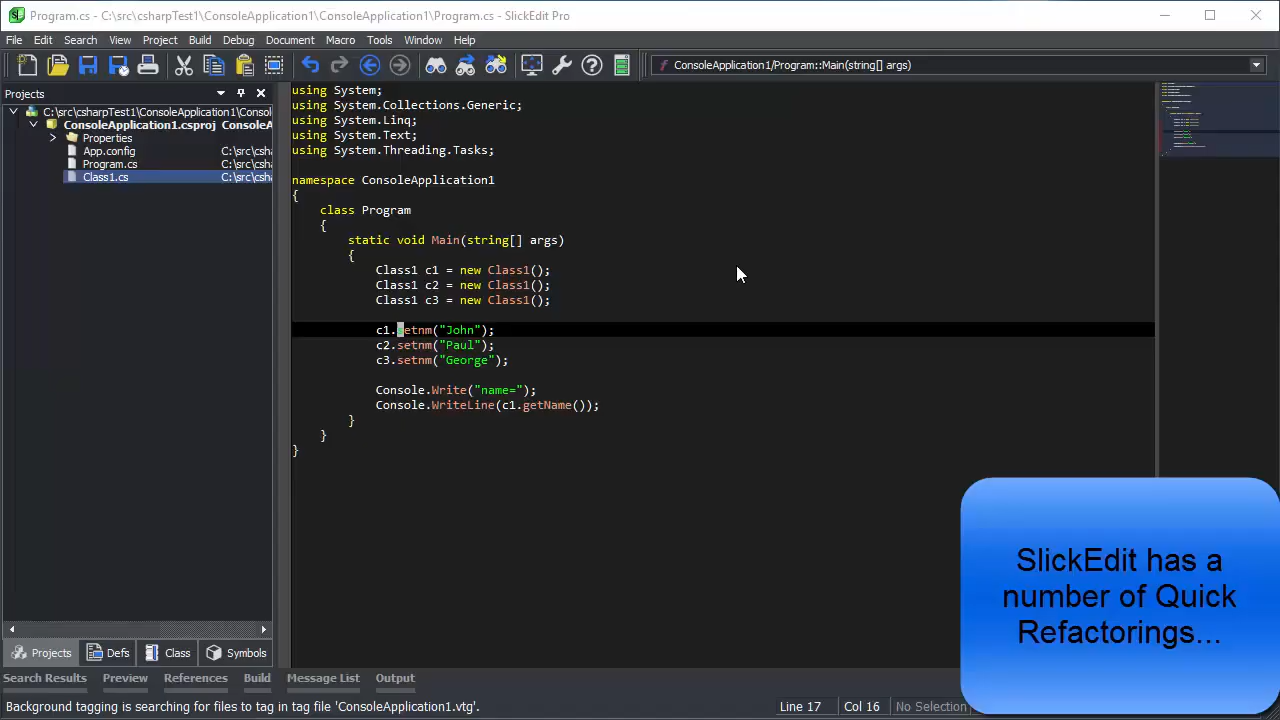 Program.cs - C:\src\csharpTest1\ConsoleApplication1\ConsoleApplication1\Program.cs - SlickEdit Pro
File Edit Search View Project Build Debug Document Macro Tools Window Help
ConsoleApplication1/Program::Main(string[] args)
Projects
C:\src\csharpTest1\ConsoleApplication1\Consol
ConsoleApplication1.csproj ConsoleA
Properties
App.config C:\src\csha
Program.cs C:\src\csha
Class1.cs C:\src\csha
using System;
using System.Collections.Generic;
using System.Linq;
using System.Text;
using System.Threading.Tasks;
namespace ConsoleApplication1
{
class Program
{
static void Main(string[] args)
{
Class1 c1 = new Class1();
Class1 c2 = new Class1();
Class1 c3 = new Class1();
c1.setnm("John");
c2.setnm("Paul");
c3.setnm("George");
Console.Write("name=");
Console.WriteLine(c1.getName());
}
}
}
SlickEdit has a
number of Quick
Refactorings...
Projects Defs Class Symbols
Search Results Preview References Build Message List Output
Background tagging is searching for files to tag in tag file 'ConsoleApplication1.vtg'. Line 17 Col 16 No Selection